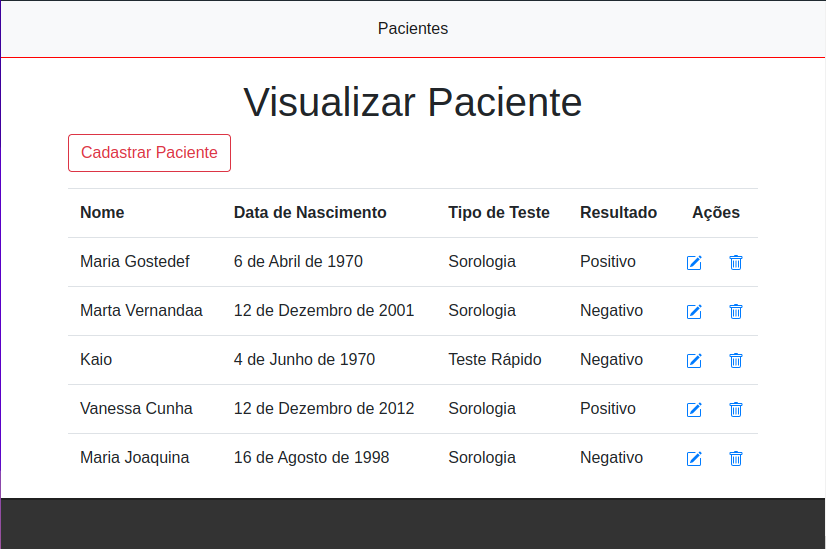 Pacientes
Visualizar Paciente
Cadastrar Paciente
Nome Data de Nascimento Tipo de Teste Resultado Ações
Maria Gostedef 6 de Abril de 1970 Sorologia Positivo
Marta Vernandaa 12 de Dezembro de 2001 Sorologia Negativo
Kaio 4 de Junho de 1970 Teste Rápido Negativo
Vanessa Cunha 12 de Dezembro de 2012 Sorologia Positivo
Maria Joaquina 16 de Agosto de 1998 Sorologia Negativo